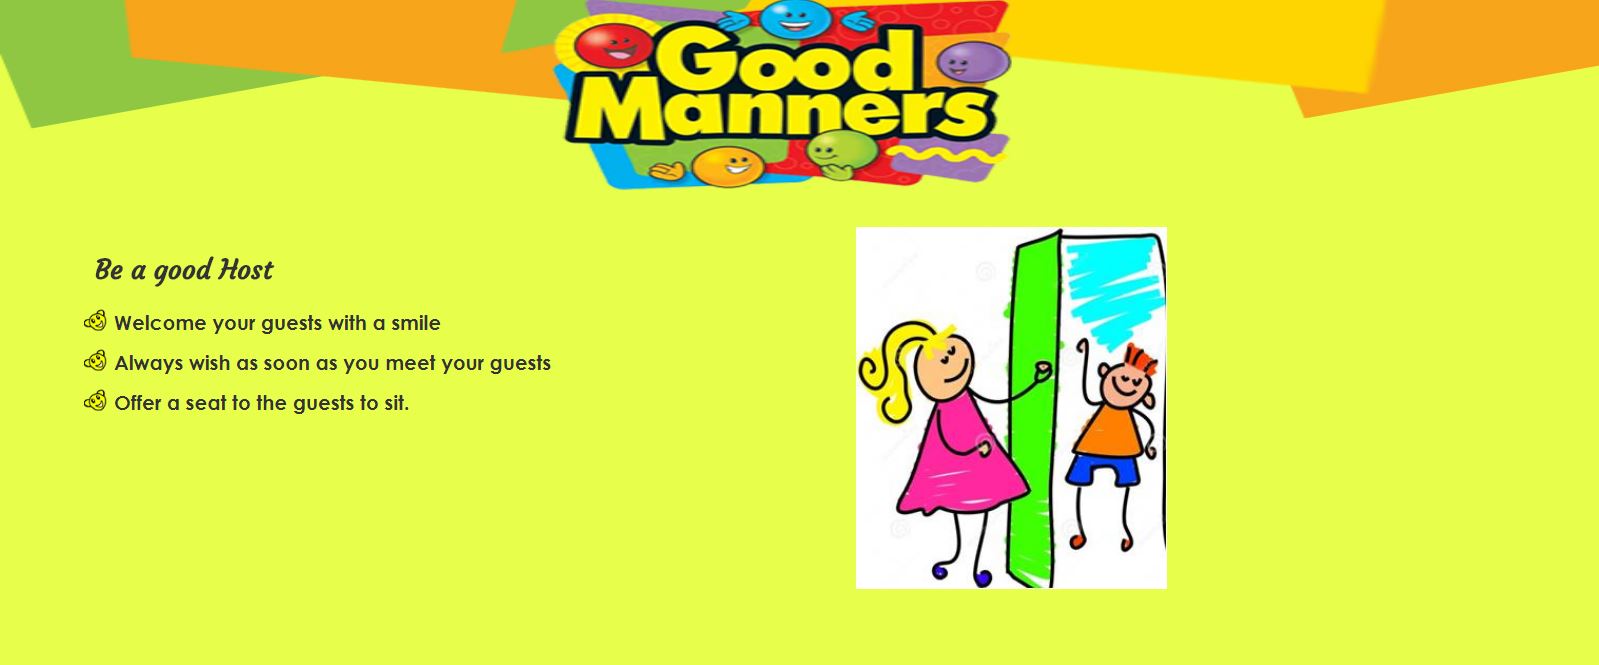 Good
Manners
Be a good Host
Welcome your guests with a smile
Always wish as soon as you meet your guests
Offer a seat to the guests to sit.